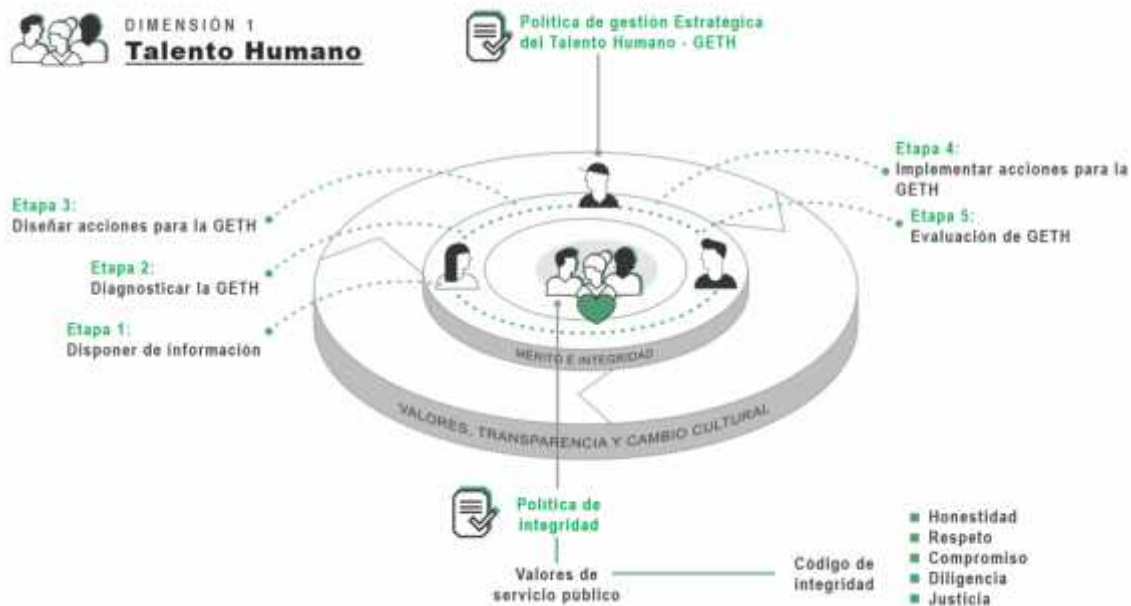 DIMENSIÓN 1
Talento Humano
Política de gestión Estratégica
del Talento Humano - GETH
Etapa 3:
Diseñar acciones para la GETH
Etapa 2:
Diagnosticar la GETH
Etapa 1:
Disponer de información
Etapa 4:
Implementar acciones para la
GETH
Etapa 5:
Evaluación de GETH
MÉRITO E INTEGRIDAD
VALORES, TRANSPARENCIA Y CAMBIO CULTURAL
Política de
integridad
Valores de
servicio público
Código de
integridad
Honestidad
Respeto
Compromiso
Diligencia
Justicia